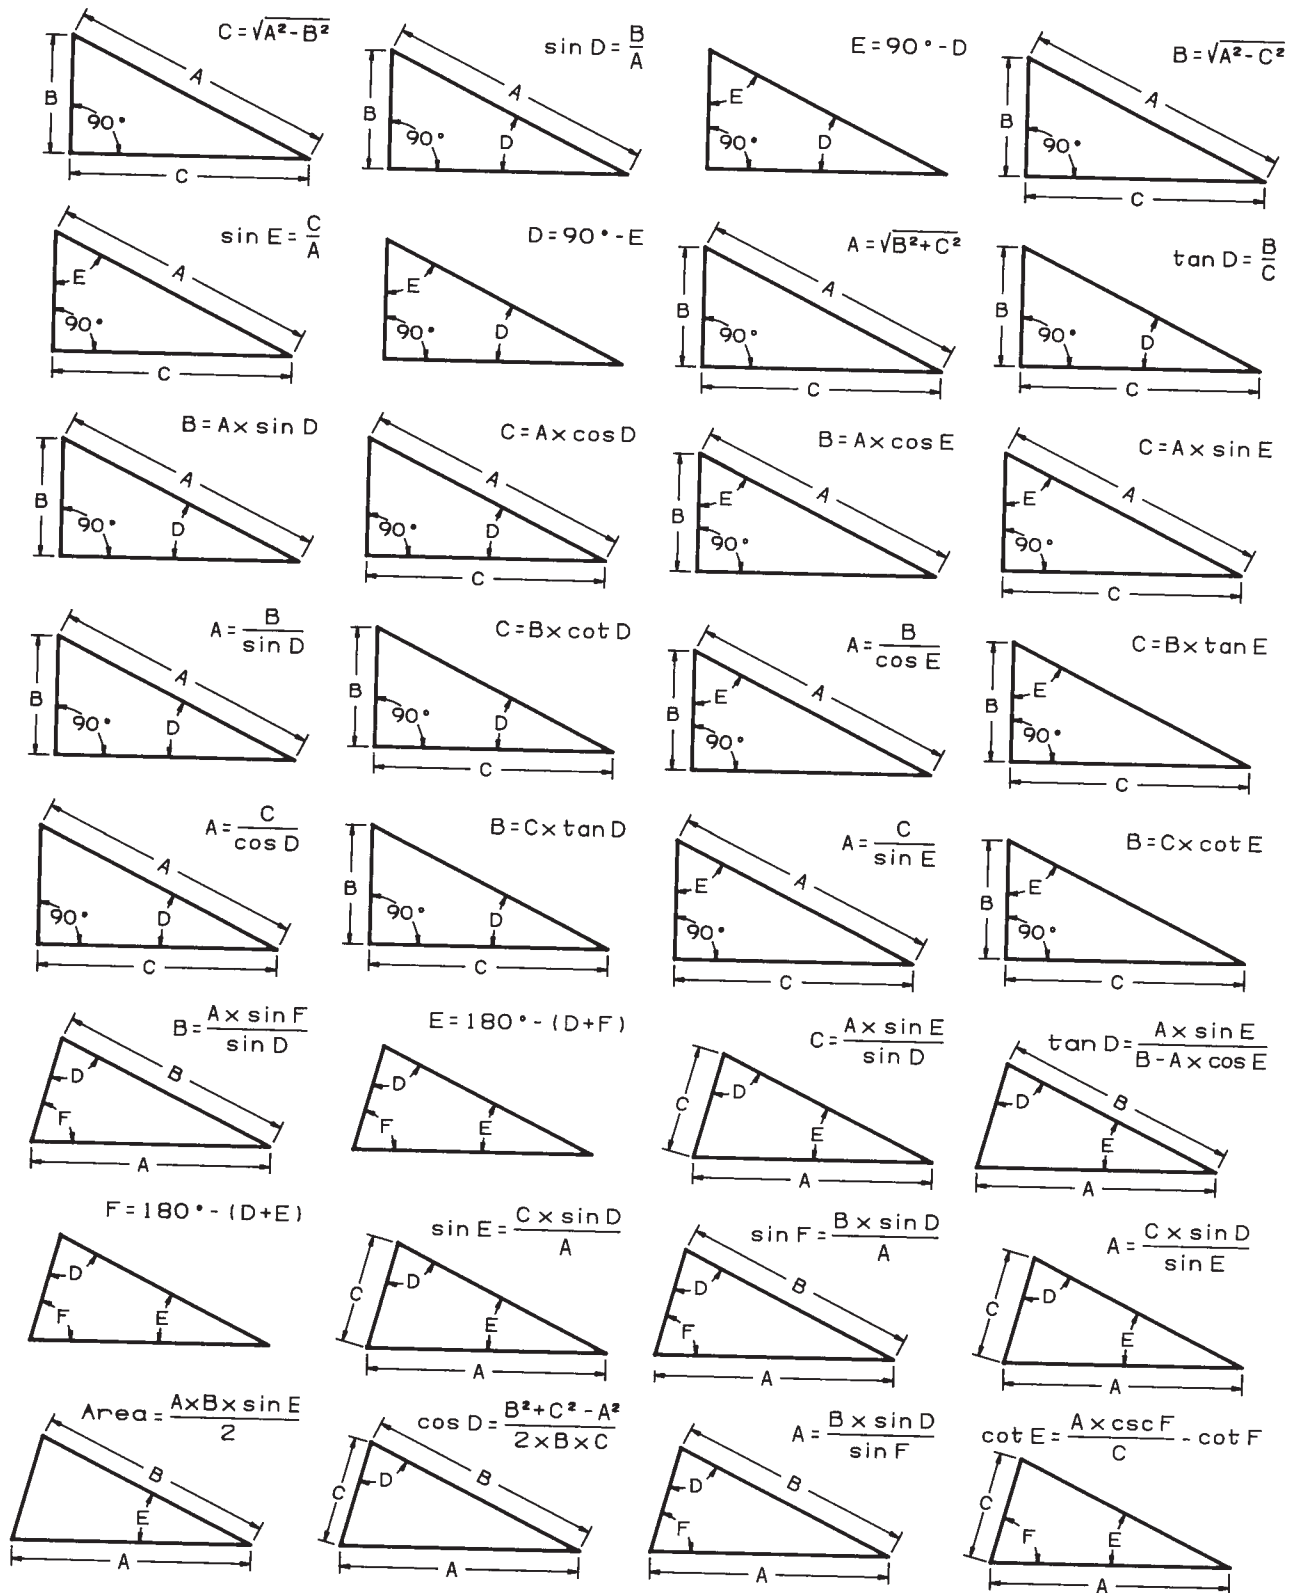 C=√A²-B²
sin D=B/A
E=90°-D
B=√A²-C²
A
B
90°
C
A
B
90°
D
E
90°
D
A
B
90°
C
sin E=C/A
D=90°-E
A=√B²+C²
tan D=B/C
E
A
90°
C
E
90°
D
A
B
90°
C
B
90°
D
C
B=A×sin D
C=A×cos D
B=A×cos E
C=A×sin E
A
B
90°
D
A
90°
D
C
A
B
E
90°
A
E
90°
C
A=B/sin D
C=B×cot D
A=B/cos E
C=B×tan E
A
B
90°
D
B
90°
D
C
A
B
E
90°
B
E
90°
C
A=C/cos D
B=C×tan D
A=C/sin E
B=C×cot E
A
90°
D
C
B
90°
D
C
A
E
90°
C
B
E
90°
C
B=A×sin F/sin D
E=180°-(D+F)
C=A×sin E/sin D
tan D=A×sin E/B-A×cos E
D
B
F
A
D
F
E
C
D
E
A
D
B
E
A
F=180°-(D+E)
sin E=C×sin D/A
sin F=B×sin D/A
A=C×sin D/sin E
D
F
E
C
D
E
A
D
B
F
A
C
D
E
A
Area=A×B×sin E/2
cos D=B²+C²-A²/2×B×C
A=B×sin D/sin F
cot E=A×csc F/C-cot F
B
E
A
C
D
B
A
D
B
F
A
C
F
E
A